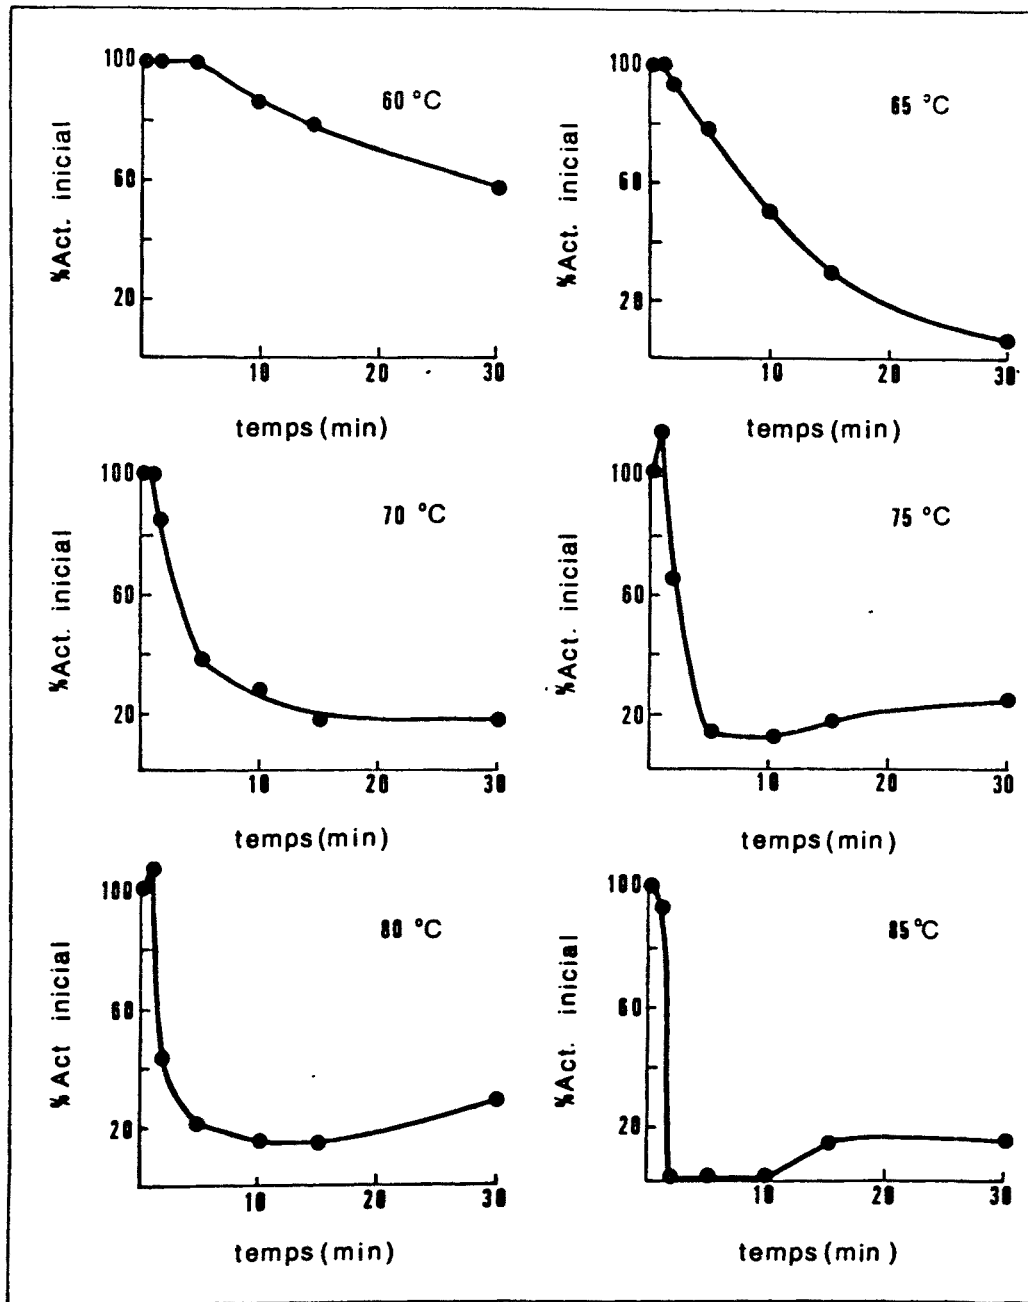 100
60
20
% Act. inicial
60 °C
10 20 30
temps (min)
100
60
20
% Act. inicial
65 °C
10 20 30
temps (min)
100
60
20
% Act. inicial
70 °C
10 20 30
temps (min)
100
60
20
% Act. inicial
75 °C
10 20 30
temps (min)
100
60
20
% Act inicial
80 °C
10 20 30
temps (min)
100
60
20
% Act. inicial
85 °C
10 20 30
temps (min)